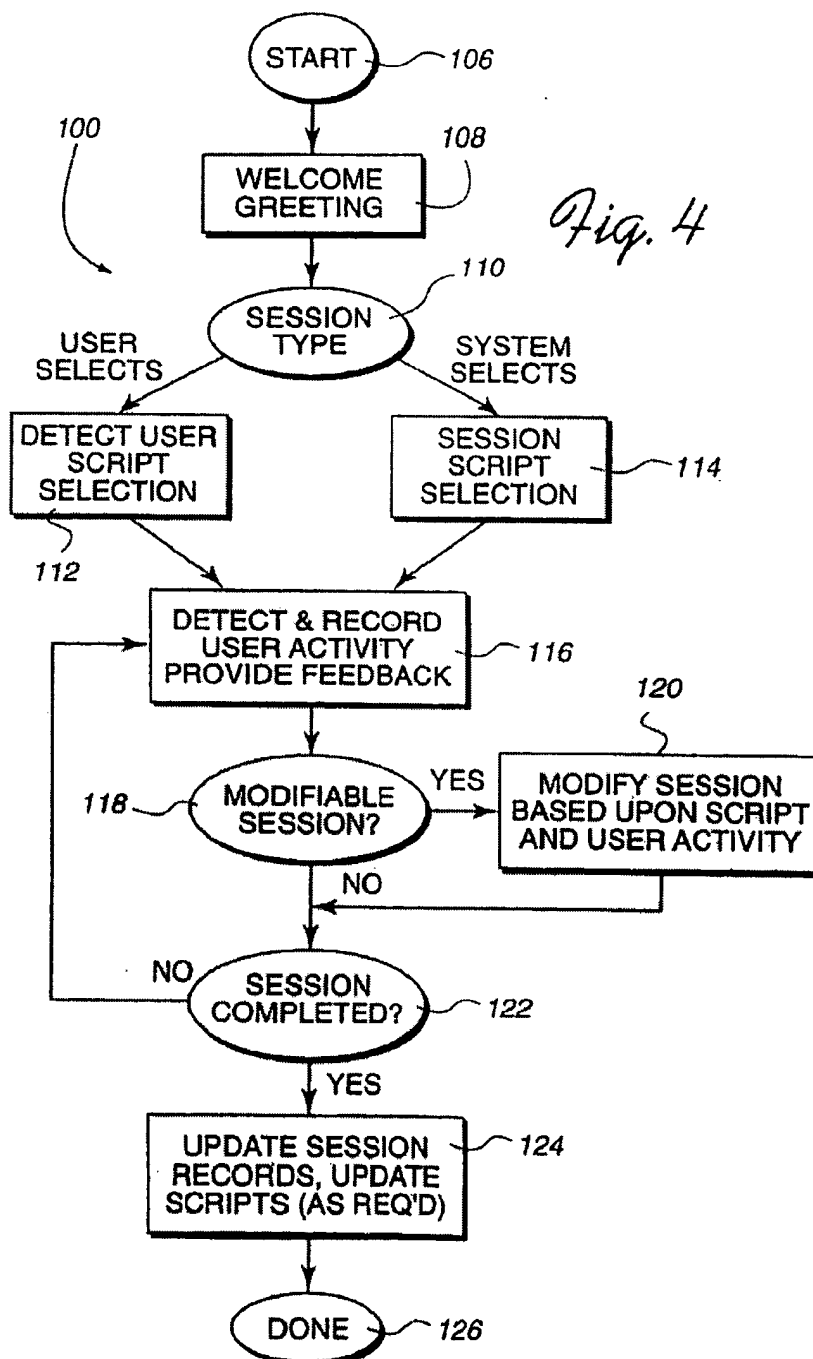 START
106
100
108
WELCOME
GREETING
Fig. 4
110
SESSION
TYPE
USER
SELECTS
SYSTEM
SELECTS
DETECT USER
SCRIPT
SELECTION
SESSION
SCRIPT
SELECTION
114
112
DETECT & RECORD
USER ACTIVITY
PROVIDE FEEDBACK
116
120
118
MODIFIABLE
SESSION?
YES
MODIFY SESSION
BASED UPON SCRIPT
AND USER ACTIVITY
NO
NO
SESSION
COMPLETED?
122
YES
UPDATE SESSION
RECORDS, UPDATE
SCRIPTS (AS REQ'D)
124
DONE
126